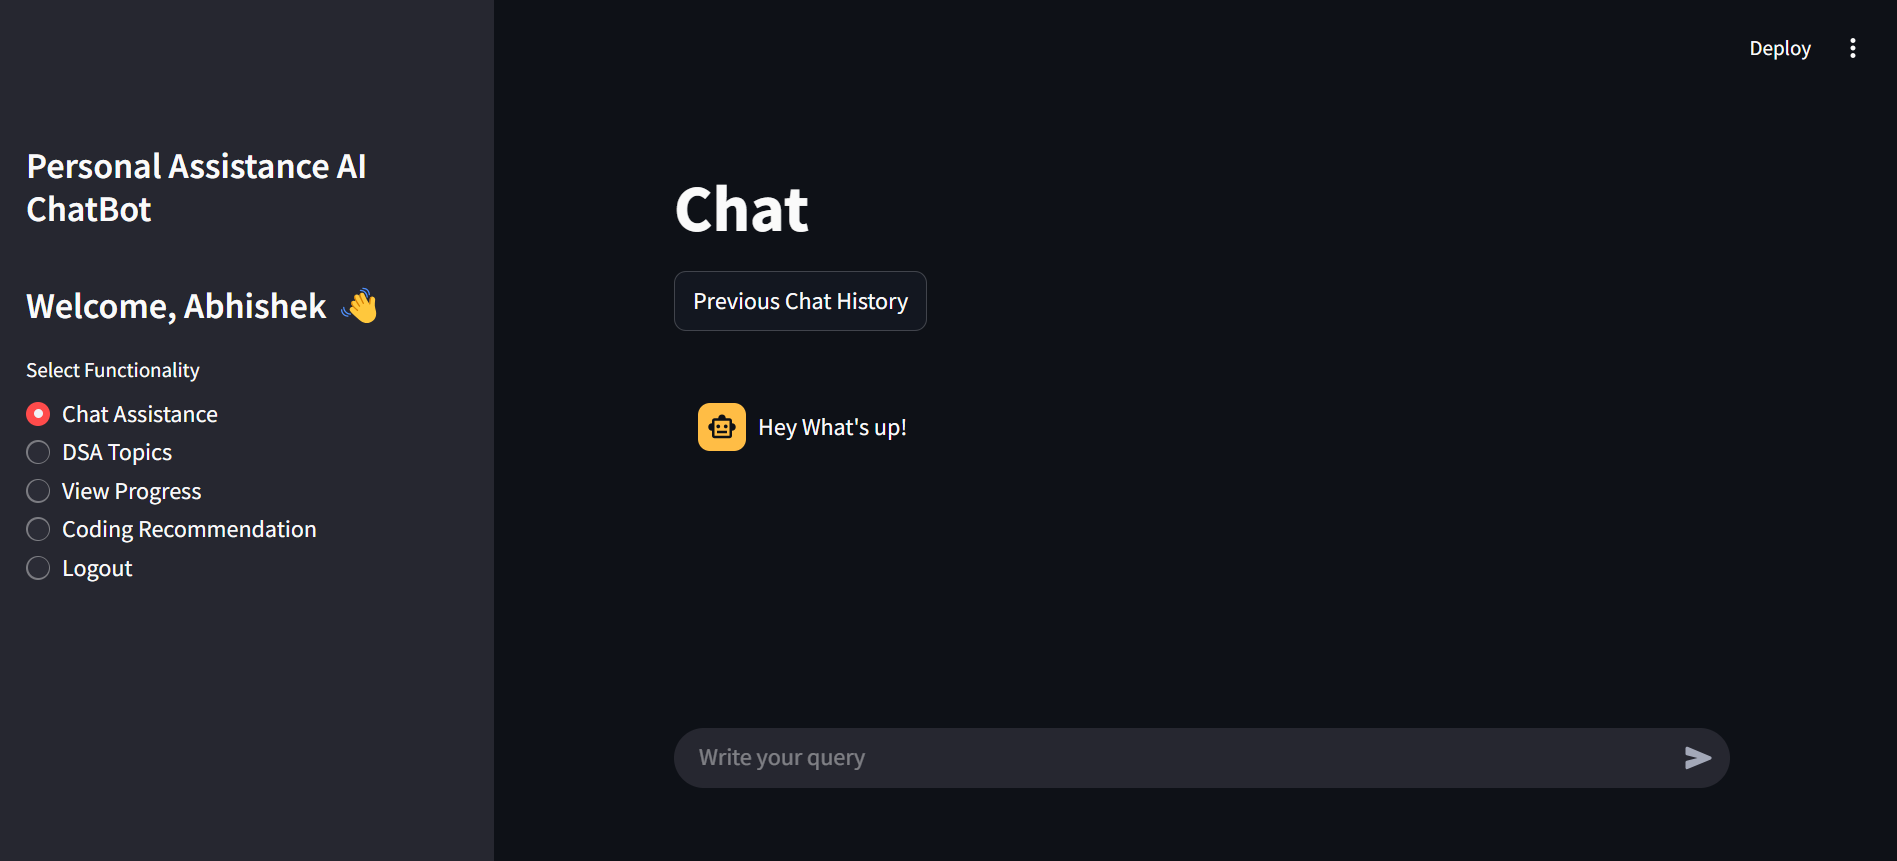 Deploy
Personal Assistance AI
ChatBot
Welcome, Abhishek 👋
Select Functionality
Chat Assistance
DSA Topics
View Progress
Coding Recommendation
Logout
Chat
Previous Chat History
Hey What's up!
Write your query